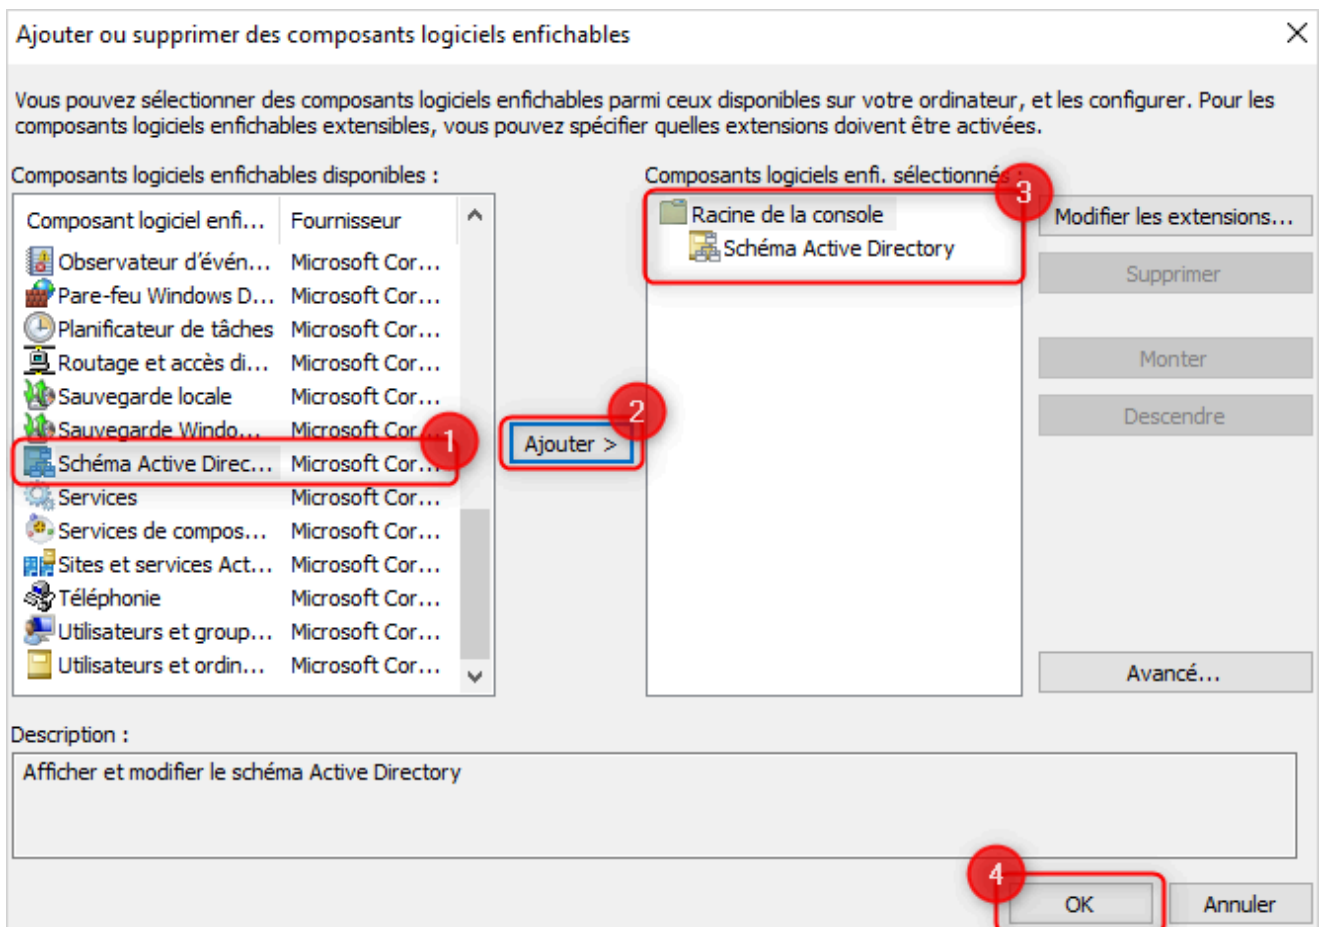 Ajouter ou supprimer des composants logiciels enfichables
Vous pouvez sélectionner des composants logiciels enfichables parmi ceux disponibles sur votre ordinateur, et les configurer. Pour les
composants logiciels enfichables extensibles, vous pouvez spécifier quelles extensions doivent être activées.
Composants logiciels enfichables disponibles :
Composant logiciel enfi... Fournisseur
Observateur d'évén... Microsoft Cor...
Pare-feu Windows D... Microsoft Cor...
Planificateur de tâches Microsoft Cor...
Routage et accès di... Microsoft Cor...
Sauvegarde locale Microsoft Cor...
Sauvegarde Windo... Microsoft Cor...
Schéma Active Direc... Microsoft Cor...
1
Services Microsoft Cor...
Services de compos... Microsoft Cor...
Sites et services Act... Microsoft Cor...
Téléphonie Microsoft Cor...
Utilisateurs et group... Microsoft Cor...
Utilisateurs et ordin... Microsoft Cor...
Ajouter >
2
Composants logiciels enfi. sélectionnés :
3
Racine de la console
Schéma Active Directory
Modifier les extensions...
Supprimer
Monter
Descendre
Avancé...
Description :
Afficher et modifier le schéma Active Directory
4
OK
Annuler